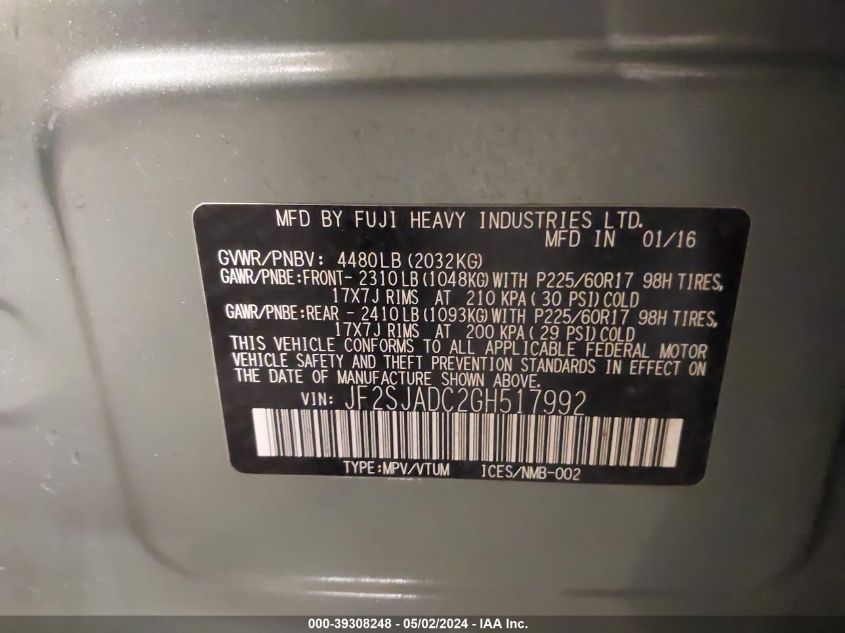 MFD BY FUJI HEAVY INDUSTRIES LTD.
MFD IN 01/16
GVWR/PNBV: 4480LB (2032KG)
GAWR/PNBE:FRONT- 2310LB(1048KG)WITH P225/60R17 98H TIRES,
17X7J RIMS AT 210 KPA( 30 PSI)COLD
GAWR/PNBE:REAR - 2410LB(1093KG)WITH P225/60R17 98H TIRES,
17X7J RIMS AT 200 KPA( 29 PSI)COLD
THIS VEHICLE CONFORMS TO ALL APPLICABLE FEDERAL MOTOR
VEHICLE SAFETY AND THEFT PREVENTION STANDARDS IN EFFECT ON
THE DATE OF MANUFACTURE SHOWN ABOVE.
VIN: JF2SJADC2GH517992
TYPE:MPV/VTUM ICES/NMB-002
000-39308248 - 05/02/2024 - IAA Inc.